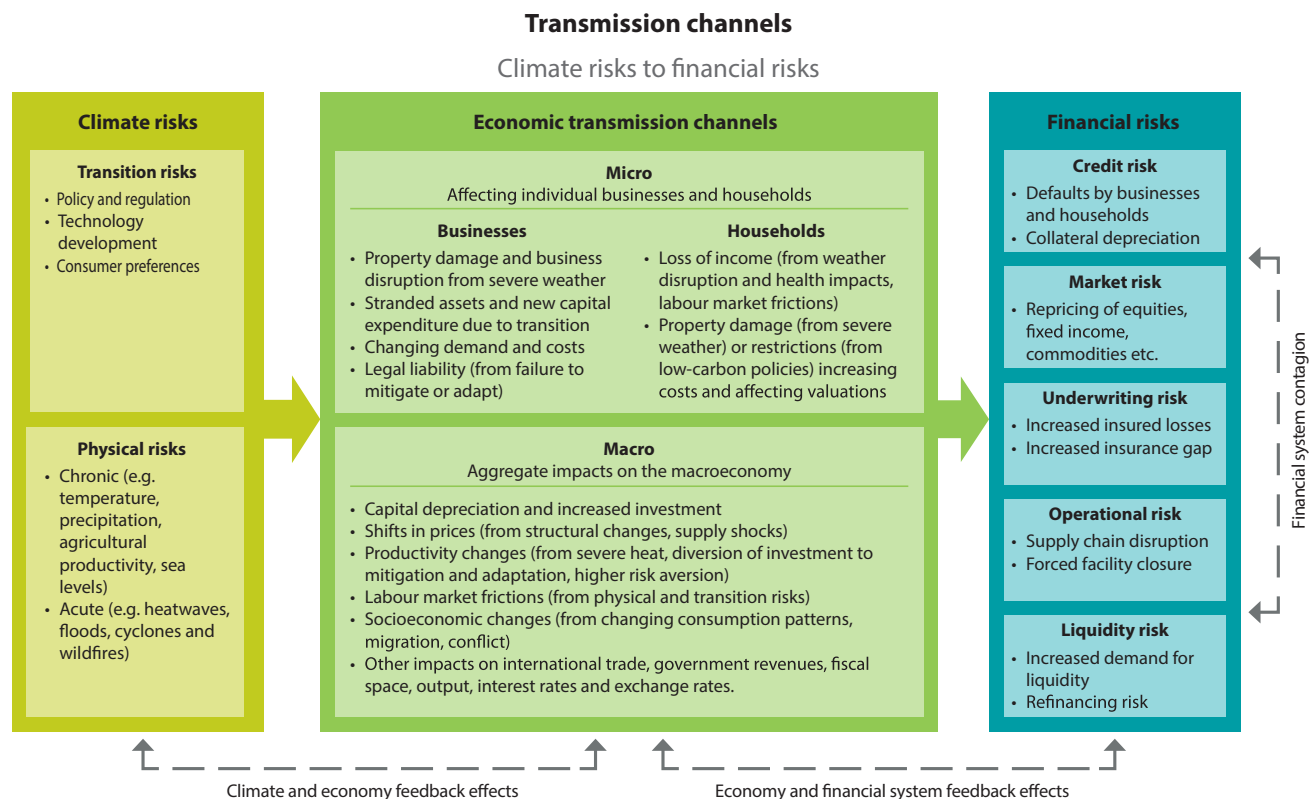 Transmission channels
Climate risks to financial risks
Climate risks
Transition risks
• Policy and regulation
• Technology
development
• Consumer preferences
Physical risks
• Chronic (e.g.
temperature,
precipitation,
agricultural
productivity, sea
levels)
• Acute (e.g. heatwaves,
floods, cyclones and
wildfires)
Economic transmission channels
Micro
Affecting individual businesses and households
Businesses
• Property damage and business
disruption from severe weather
• Stranded assets and new capital
expenditure due to transition
• Changing demand and costs
• Legal liability (from failure to
mitigate or adapt)
Households
• Loss of income (from weather
disruption and health impacts,
labour market frictions)
• Property damage (from severe
weather) or restrictions (from
low-carbon policies) increasing
costs and affecting valuations
Macro
Aggregate impacts on the macroeconomy
• Capital depreciation and increased investment
• Shifts in prices (from structural changes, supply shocks)
• Productivity changes (from severe heat, diversion of investment to
mitigation and adaptation, higher risk aversion)
• Labour market frictions (from physical and transition risks)
• Socioeconomic changes (from changing consumption patterns,
migration, conflict)
• Other impacts on international trade, government revenues, fiscal
space, output, interest rates and exchange rates.
Financial risks
Credit risk
• Defaults by businesses
and households
• Collateral depreciation
Market risk
• Repricing of equities,
fixed income,
commodities etc.
Underwriting risk
• Increased insured losses
• Increased insurance gap
Operational risk
• Supply chain disruption
• Forced facility closure
Liquidity risk
• Increased demand for
liquidity
• Refinancing risk
Financial system contagion
Climate and economy feedback effects
Economy and financial system feedback effects